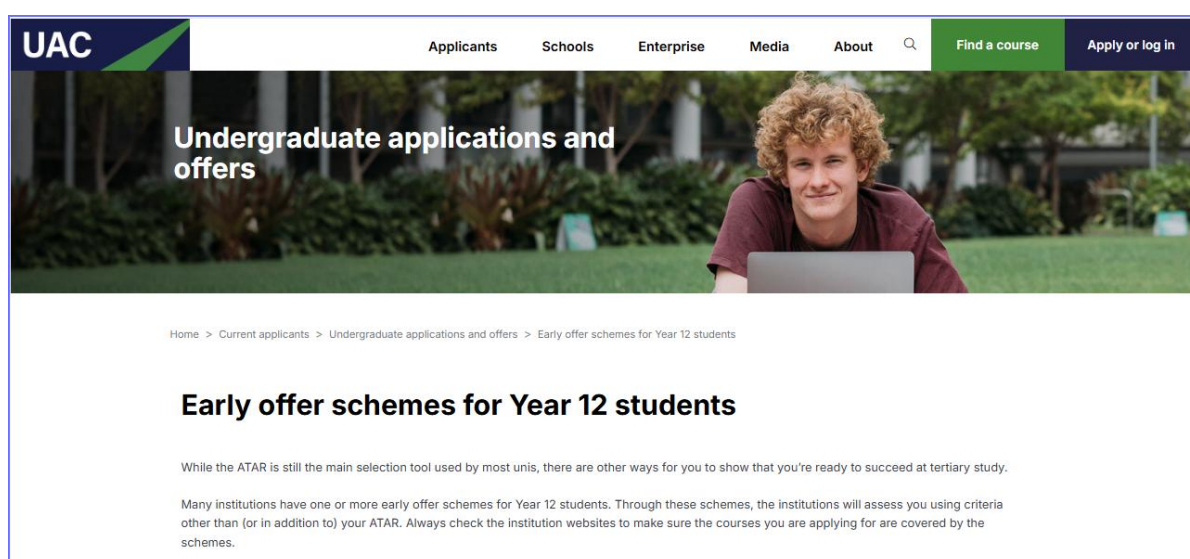 UAC
Applicants Schools Enterprise Media About Find a course Apply or log in
Undergraduate applications and
offers
Home > Current applicants > Undergraduate applications and offers > Early offer schemes for Year 12 students
Early offer schemes for Year 12 students
While the ATAR is still the main selection tool used by most unis, there are other ways for you to show that you're ready to succeed at tertiary study.
Many institutions have one or more early offer schemes for Year 12 students. Through these schemes, the institutions will assess you using criteria
other than (or in addition to) your ATAR. Always check the institution websites to make sure the courses you are applying for are covered by the
schemes.